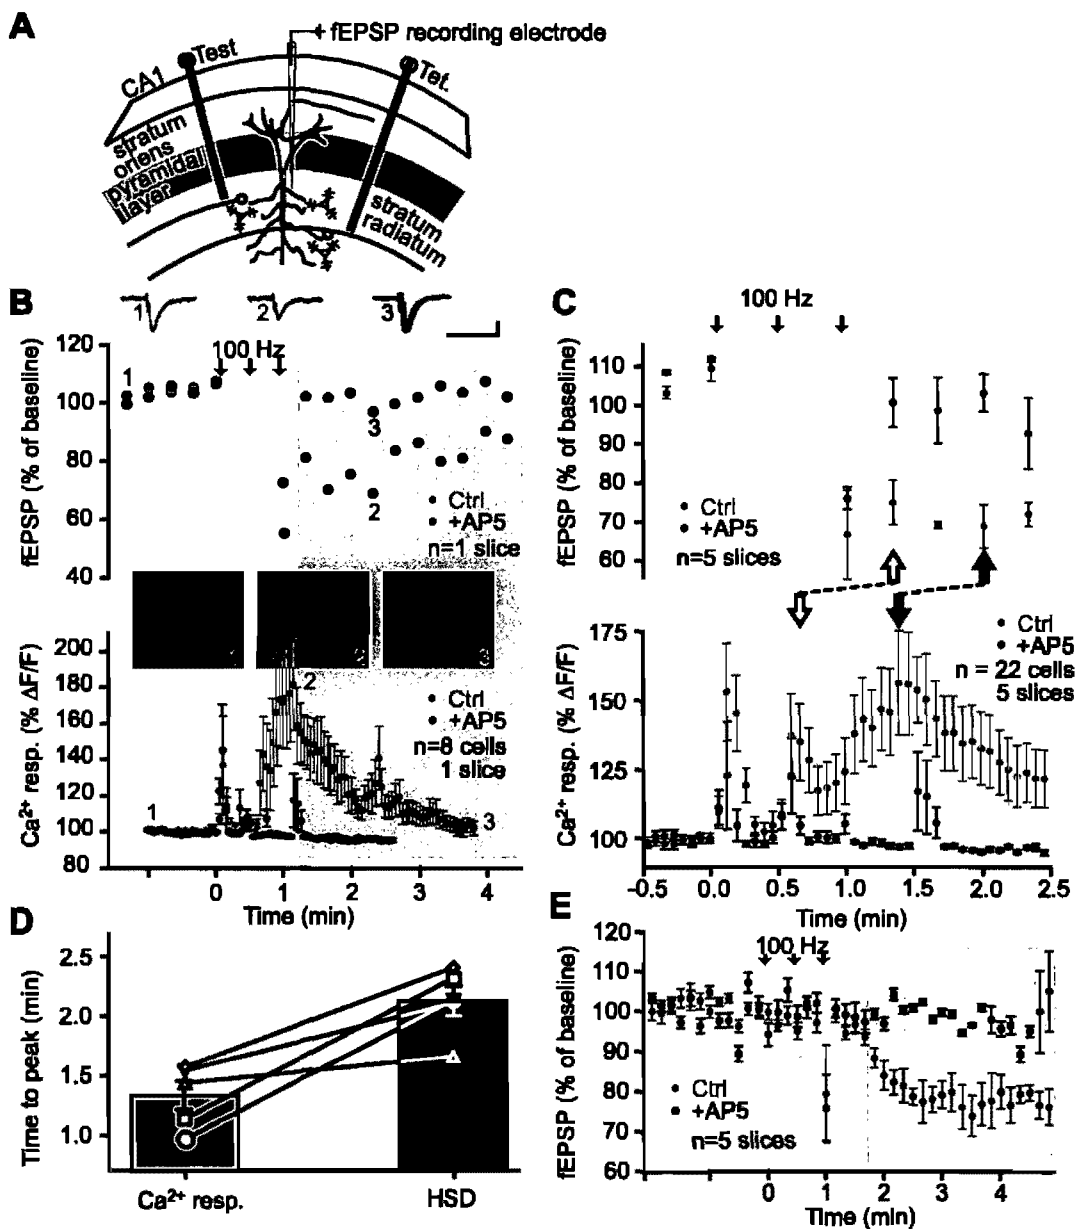 A
fEPSP recording electrode
Test
CA1
Tet.
stratum
oriens
pyramidal
layer
stratum
radiatum
B
1
2
3
100 Hz
120
100
80
60
40
fEPSP (% of baseline)
1
3
2
Ctrl
+AP5
n=1 slice
200
180
160
140
120
100
80
Ca²⁺ resp. (% ΔF/F)
2
1
3
Ctrl
+AP5
n=8 cells
1 slice
0 1 2 3 4
Time (min)
C
100 Hz
110
100
90
80
70
60
fEPSP (% of baseline)
Ctrl
+AP5
n=5 slices
175
150
125
100
Ca²⁺ resp. (% ΔF/F)
Ctrl
+AP5
n = 22 cells
5 slices
-0.5 0.0 0.5 1.0 1.5 2.0 2.5
Time (min)
D
2.5
2.0
1.5
1.0
Time to peak (min)
Ca²⁺ resp. HSD
E
120
110
100
90
80
70
60
fEPSP (% of baseline)
100 Hz
Ctrl
+AP5
n=5 slices
0 1 2 3 4
Time (min)